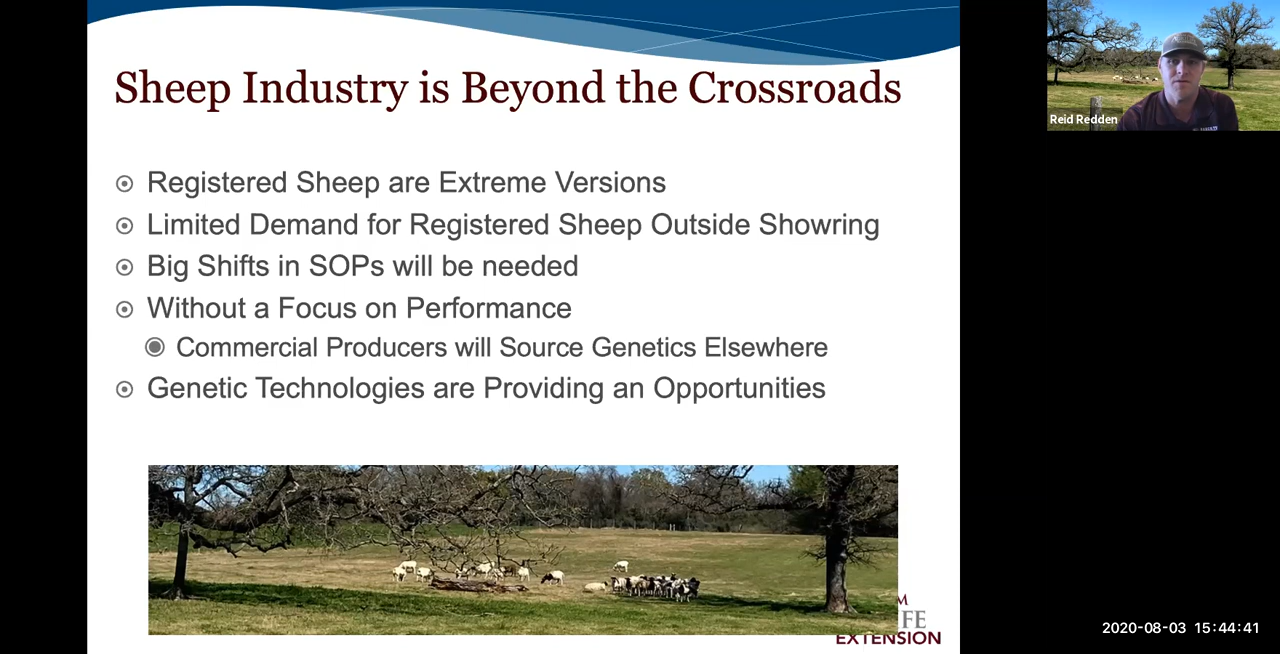 Sheep Industry is Beyond the Crossroads
Registered Sheep are Extreme Versions
Limited Demand for Registered Sheep Outside Showring
Big Shifts in SOPs will be needed
Without a Focus on Performance
Commercial Producers will Source Genetics Elsewhere
Genetic Technologies are Providing an Opportunities
M
FE
EXTENSION
Reid Redden
2020-08-03 15:44:41